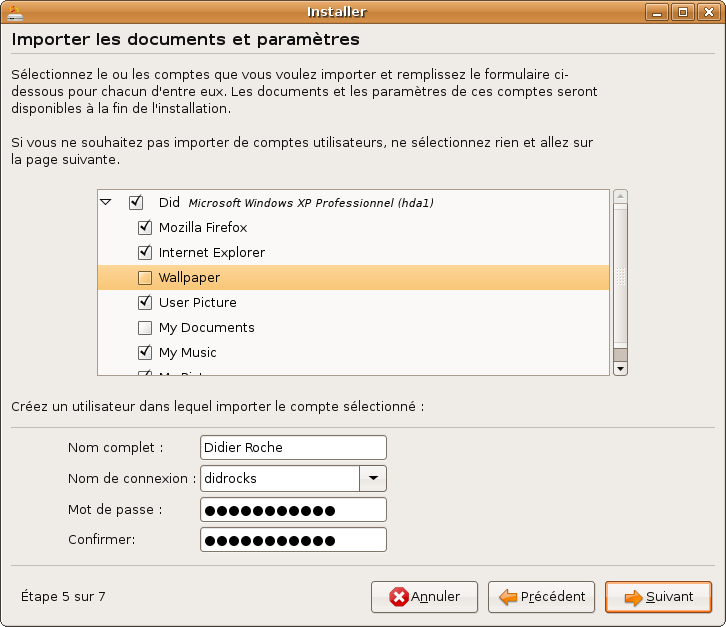 Installer
Importer les documents et paramètres
Sélectionnez le ou les comptes que vous voulez importer et remplissez le formulaire ci-
dessous pour chacun d'entre eux. Les documents et les paramètres de ces comptes seront
disponibles à la fin de l'installation.
Si vous ne souhaitez pas importer de comptes utilisateurs, ne sélectionnez rien et allez sur
la page suivante.
Did Microsoft Windows XP Professionnel (hda1)
Mozilla Firefox
Internet Explorer
Wallpaper
User Picture
My Documents
My Music
Créez un utilisateur dans lequel importer le compte sélectionné :
Nom complet : Didier Roche
Nom de connexion : didrocks
Mot de passe : ●●●●●●●●●●●
Confirmer: ●●●●●●●●●●●
Étape 5 sur 7
Annuler
Précédent
Suivant